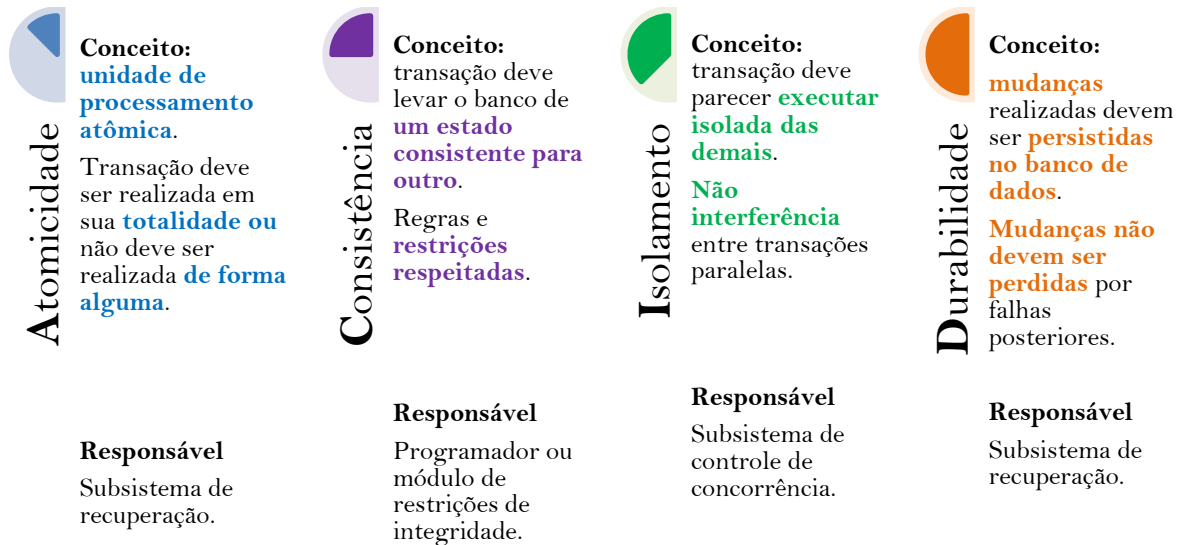 Atomicidade
Conceito:
unidade de
processamento
atômica.
Transação deve
ser realizada em
sua totalidade ou
não deve ser
realizada de forma
alguma.
Responsável
Subsistema de
recuperação.
Consistência
Conceito:
transação deve
levar o banco de
um estado
consistente para
outro.
Regras e
restrições
respeitadas.
Responsável
Programador ou
módulo de
restrições de
integridade.
Isolamento
Conceito:
transação deve
parecer executar
isolada das
demais.
Não
interferência
entre transações
paralelas.
Responsável
Subsistema de
controle de
concorrência.
Durabilidade
Conceito:
mudanças
realizadas devem
ser persistidas
no banco de
dados.
Mudanças não
devem ser
perdidas por
falhas
posteriores.
Responsável
Subsistema de
recuperação.